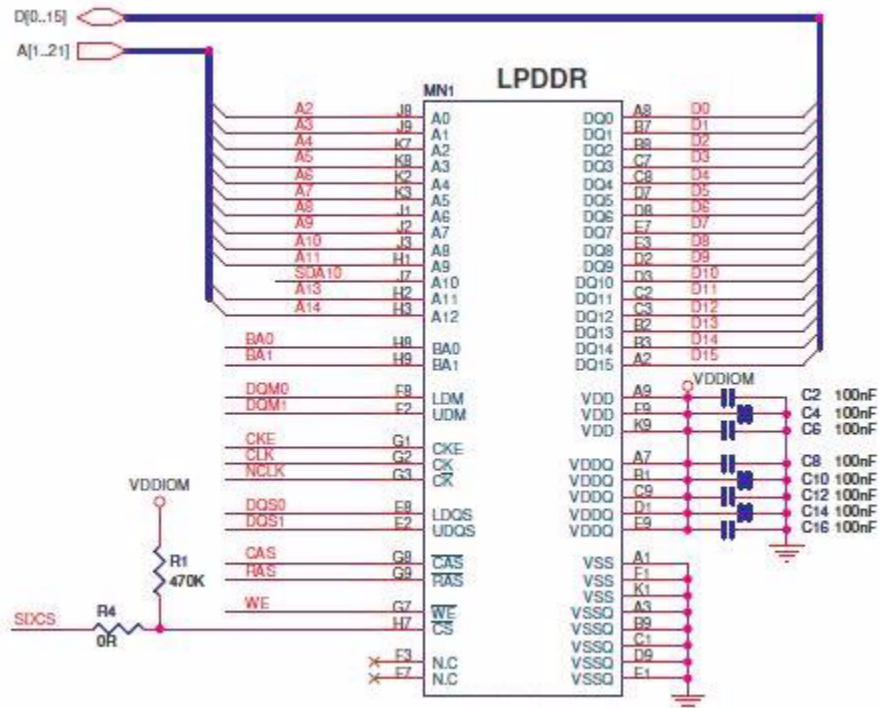 D[0..15]
A[1..21]
LPDDR
MN1
A2 J8 A0 DQ0 A8 D0
A3 J9 A1 DQ1 B7 D1
A4 K7 A2 DQ2 B8 D2
A5 K8 A3 DQ3 C7 D3
A6 K2 A4 DQ4 C8 D4
A7 K3 A5 DQ5 D7 D5
A8 J1 A6 DQ6 D8 D6
A9 J2 A7 DQ7 E7 D7
A10 J3 A8 DQ8 E3 D8
A11 H1 A9 DQ9 D2 D9
SDA10 J7 A10 DQ10 D3 D10
A13 H2 A11 DQ11 C2 D11
A14 H3 A12 DQ12 C3 D12
DQ13 B2 D13
BA0 H8 BA0 DQ14 B3 D14
BA1 H9 BA1 DQ15 A2 D15
VDDIOM
DQM0 F8 LDM VDD A9 C2 100nF
DQM1 F2 UDM VDD F9 C4 100nF
VDD K9 C6 100nF
CKE G1 CKE
CLK G2 CK VDDQ A7 C8 100nF
NCLK G3 CK VDDQ B1 C10 100nF
VDDIOM
VDDQ C9 C12 100nF
DQS0 E8 LDQS VDDQ D1 C14 100nF
DQS1 E2 UDQS VDDQ E9 C16 100nF
CAS G8 CAS VSS A1
RAS G9 RAS VSS F1
R1
470K
VSS K1
WE G7 WE VSSQ A3
SDCS R4 0R H7 CS VSSQ B9
VSSQ C1
F3 N.C VSSQ D9
F7 N.C VSSQ E1